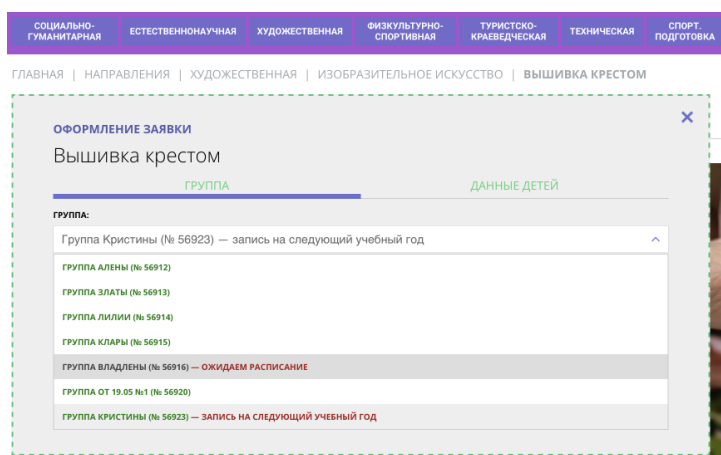 СОЦИАЛЬНО-
ГУМАНИТАРНАЯ
ЕСТЕСТВЕННОНАУЧНАЯ
ХУДОЖЕСТВЕННАЯ
ФИЗКУЛЬТУРНО-
СПОРТИВНАЯ
ТУРИСТСКО-
КРАЕВЕДЧЕСКАЯ
ТЕХНИЧЕСКАЯ
СПОРТ.
ПОДГОТОВКА
ГЛАВНАЯ | НАПРАВЛЕНИЯ | ХУДОЖЕСТВЕННАЯ | ИЗОБРАЗИТЕЛЬНОЕ ИСКУССТВО | ВЫШИВКА КРЕСТОМ
ОФОРМЛЕНИЕ ЗАЯВКИ
Вышивка крестом
ГРУППА
ДАННЫЕ ДЕТЕЙ
ГРУППА:
Группа Кристины (№ 56923) — запись на следующий учебный год
ГРУППА АЛЕНЫ (№ 56912)
ГРУППА ЗЛАТЫ (№ 56913)
ГРУППА ЛИЛИИ (№ 56914)
ГРУППА КЛАРЫ (№ 56915)
ГРУППА ВЛАДЛЕНЫ (№ 56916) — ОЖИДАЕМ РАСПИСАНИЕ
ГРУППА ОТ 19.05 №1 (№ 56920)
ГРУППА КРИСТИНЫ (№ 56923) — ЗАПИСЬ НА СЛЕДУЮЩИЙ УЧЕБНЫЙ ГОД